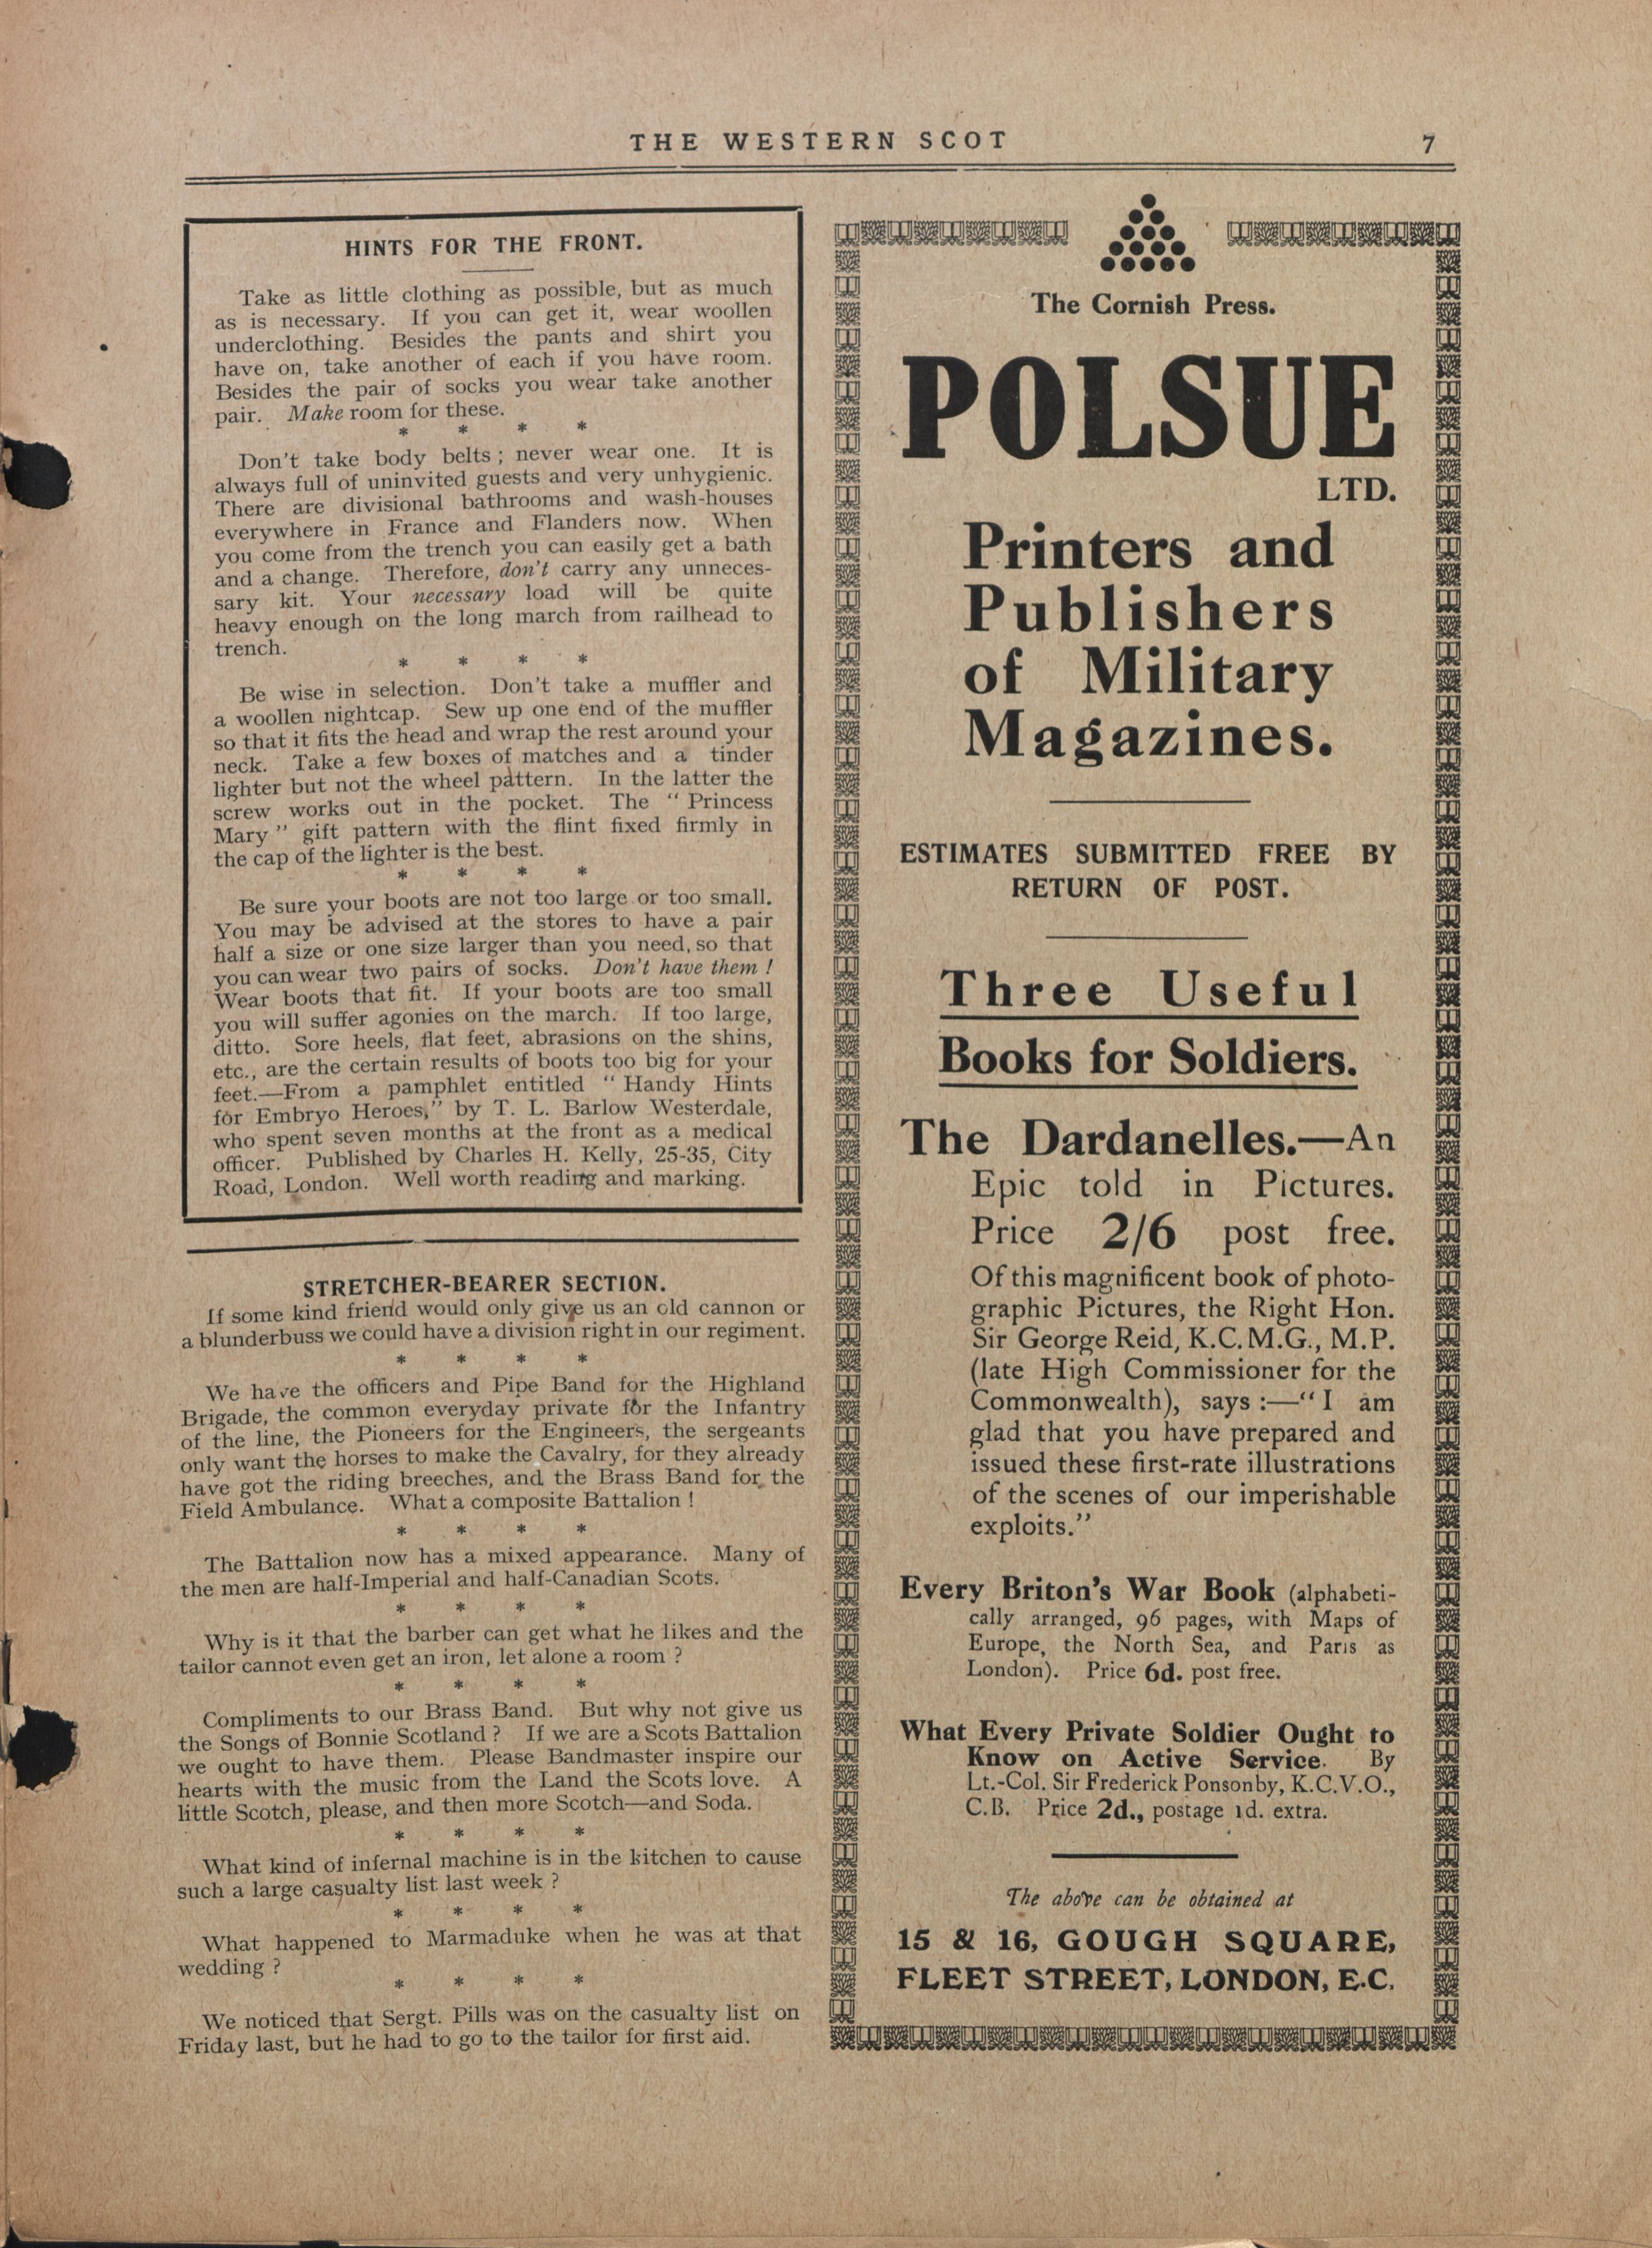 THE WESTERN SCOT
7
HINTS FOR THE FRONT.
Take as little clothing as possible, but as much
as is necessary. If you can get it, wear woollen
underclothing. Besides the pants and shirt you
have on, take another of each if you have room.
Besides the pair of socks you wear take another
pair. Make room for these.
* * * *
Don't take body belts; never wear one. It is
always full of uninvited guests and very unhygienic.
There are divisional bathrooms and wash-houses
everywhere in France and Flanders now. When
you come from the trench you can easily get a bath
and a change. Therefore, don't carry any unneces-
sary kit. Your necessary load will be quite
heavy enough on the long march from railhead to
trench.
* * * *
Be wise in selection. Don't take a muffler and
a woollen nightcap. Sew up one end of the muffler
so that it fits the head and wrap the rest around your
neck. Take a few boxes of matches and a tinder
lighter but not the wheel pattern. In the latter the
screw works out in the pocket. The "Princess
Mary" gift pattern with the flint fixed firmly in
the cap of the lighter is the best.
* * * *
Be sure your boots are not too large or too small.
You may be advised at the stores to have a pair
half a size or one size larger than you need, so that
you can wear two pairs of socks. Don't have them!
Wear boots that fit. If your boots are too small
you will suffer agonies on the march. If too large,
ditto. Sore heels, flat feet, abrasions on the shins,
etc., are the certain results of boots too big for your
feet.—From a pamphlet entitled "Handy Hints
for Embryo Heroes," by T. L. Barlow Westerdale,
who spent seven months at the front as a medical
officer. Published by Charles H. Kelly, 25-35, City
Road, London. Well worth reading and marking.
STRETCHER-BEARER SECTION.
If some kind friend would only give us an old cannon or
a blunderbuss we could have a division right in our regiment.
* * * *
We have the officers and Pipe Band for the Highland
Brigade, the common everyday private for the Infantry
of the line, the Pioneers for the Engineers, the sergeants
only want the horses to make the Cavalry, for they already
have got the riding breeches, and the Brass Band for the
Field Ambulance. What a composite Battalion!
* * * *
The Battalion now has a mixed appearance. Many of
the men are half-Imperial and half-Canadian Scots.
* * * *
Why is it that the barber can get what he likes and the
tailor cannot even get an iron, let alone a room?
* * * *
Compliments to our Brass Band. But why not give us
the Songs of Bonnie Scotland? If we are a Scots Battalion
we ought to have them. Please Bandmaster inspire our
hearts with the music from the Land the Scots love. A
little Scotch, please, and then more Scotch—and Soda.
* * * *
What kind of infernal machine is in the kitchen to cause
such a large casualty list last week?
* * * *
What happened to Marmaduke when he was at that
wedding?
* * * *
We noticed that Sergt. Pills was on the casualty list on
Friday last, but he had to go to the tailor for first aid.
The Cornish Press.
POLSUE
LTD.
Printers and
Publishers
of Military
Magazines.
ESTIMATES SUBMITTED FREE BY
RETURN OF POST.
Three Useful
Books for Soldiers.
The Dardanelles.—An
Epic told in Pictures.
Price 2/6 post free.
Of this magnificent book of photo-
graphic Pictures, the Right Hon.
Sir George Reid, K.C.M.G., M.P.
(late High Commissioner for the
Commonwealth), says:—"I am
glad that you have prepared and
issued these first-rate illustrations
of the scenes of our imperishable
exploits."
Every Briton's War Book (alphabeti-
cally arranged, 96 pages, with Maps of
Europe, the North Sea, and Paris as
London). Price 6d. post free.
What Every Private Soldier Ought to
Know on Active Service. By
Lt.-Col. Sir Frederick Ponsonby, K.C.V.O.,
C.B. Price 2d., postage 1d. extra.
The above can be obtained at
15 & 16, GOUGH SQUARE,
FLEET STREET, LONDON, E.C.